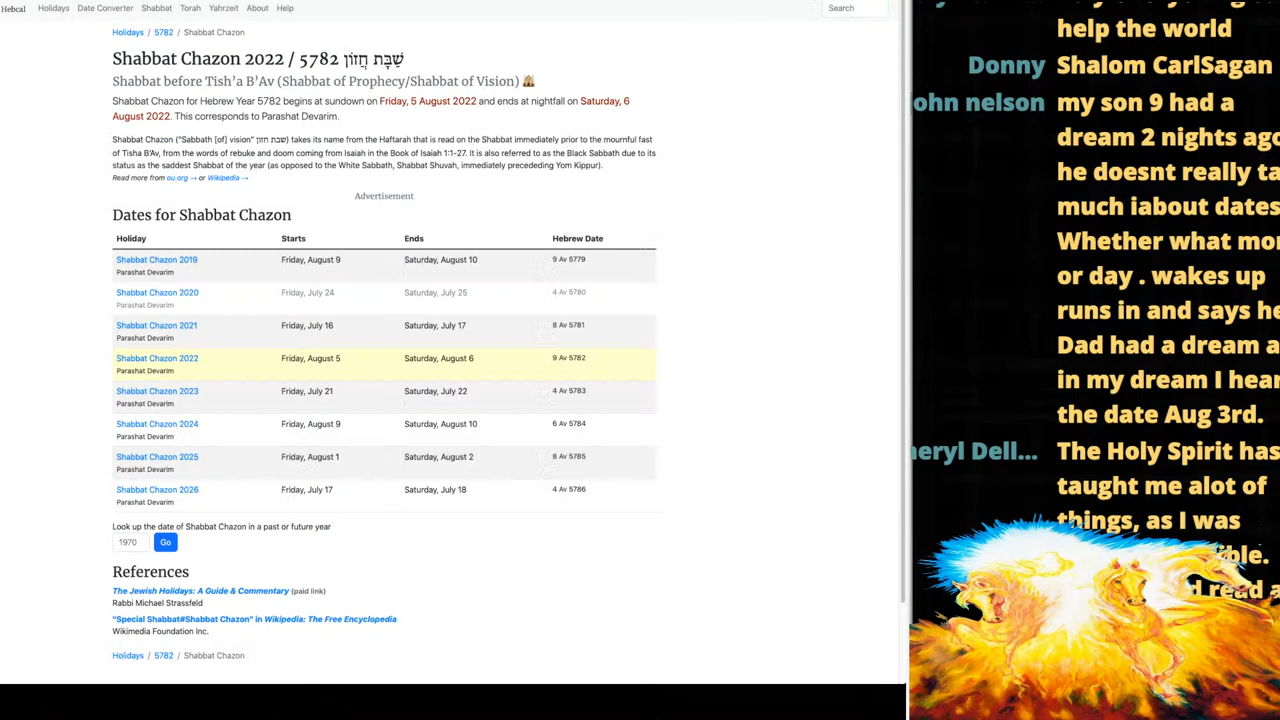 Hebcal Holidays Date Converter Shabbat Torah Yahrzeit About Help Search
Holidays / 5782 / Shabbat Chazon
Shabbat Chazon 2022 / 5782 שַׁבָּת חֲזוֹן
Shabbat before Tish’a B’Av (Shabbat of Prophecy/Shabbat of Vision) 🕍
Shabbat Chazon for Hebrew Year 5782 begins at sundown on Friday, 5 August 2022 and ends at nightfall on Saturday, 6
August 2022. This corresponds to Parashat Devarim.
Shabbat Chazon ("Sabbath [of] vision" שבת חזון) takes its name from the Haftarah that is read on the Shabbat immediately prior to the mournful fast
of Tisha B’Av, from the words of rebuke and doom coming from Isaiah in the Book of Isaiah 1:1-27. It is also referred to as the Black Sabbath due to its
status as the saddest Shabbat of the year (as opposed to the White Sabbath, Shabbat Shuvah, immediately precededing Yom Kippur).
Read more from ou.org → or Wikipedia →
Advertisement
Dates for Shabbat Chazon
Holiday Starts Ends Hebrew Date
Shabbat Chazon 2019 Friday, August 9 Saturday, August 10 9 Av 5779
Parashat Devarim
Shabbat Chazon 2020 Friday, July 24 Saturday, July 25 4 Av 5780
Parashat Devarim
Shabbat Chazon 2021 Friday, July 16 Saturday, July 17 8 Av 5781
Parashat Devarim
Shabbat Chazon 2022 Friday, August 5 Saturday, August 6 9 Av 5782
Parashat Devarim
Shabbat Chazon 2023 Friday, July 21 Saturday, July 22 4 Av 5783
Parashat Devarim
Shabbat Chazon 2024 Friday, August 9 Saturday, August 10 6 Av 5784
Parashat Devarim
Shabbat Chazon 2025 Friday, August 1 Saturday, August 2 8 Av 5785
Parashat Devarim
Shabbat Chazon 2026 Friday, July 17 Saturday, July 18 4 Av 5786
Parashat Devarim
Look up the date of Shabbat Chazon in a past or future year
1970 Go
References
The Jewish Holidays: A Guide & Commentary (paid link)
Rabbi Michael Strassfeld
"Special Shabbat#Shabbat Chazon" in Wikipedia: The Free Encyclopedia
Wikimedia Foundation Inc.
Holidays / 5782 / Shabbat Chazon
help the world
Donny Shalom CarlSagan
ohn nelson my son 9 had a
dream 2 nights ago
he doesnt really ta
much iabout dates
Whether what mon
or day . wakes up
runs in and says he
Dad had a dream a
in my dream I hear
the date Aug 3rd.
heryl Dell... The Holy Spirit has
taught me alot of
things, as I was
ble.
d read a